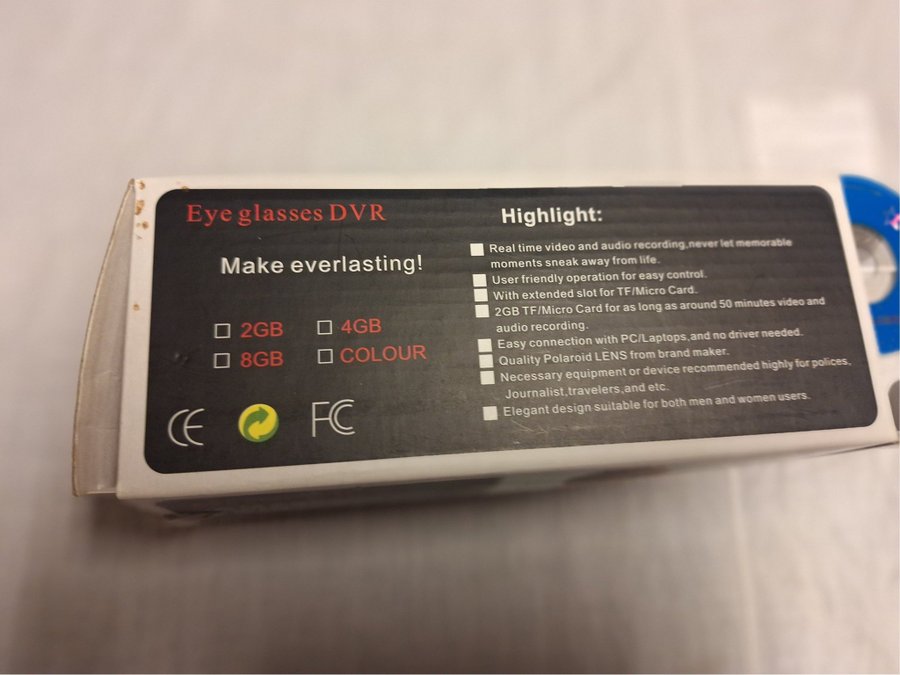 Eye glasses DVR
Make everlasting!
2GB
4GB
8GB
COLOUR
CE
FC
Highlight:
Real time video and audio recording,never let memorable
moments sneak away from life.
User friendly operation for easy control.
With extended slot for TF/Micro Card.
2GB TF/Micro Card for as long as around 50 minutes video and
audio recording.
Easy connection with PC/Laptops,and no driver needed.
Quality Polaroid LENS from brand maker.
Necessary equipment or device recommended highly for polices,
Journalist,travelers,and etc.
Elegant design suitable for both men and women users.